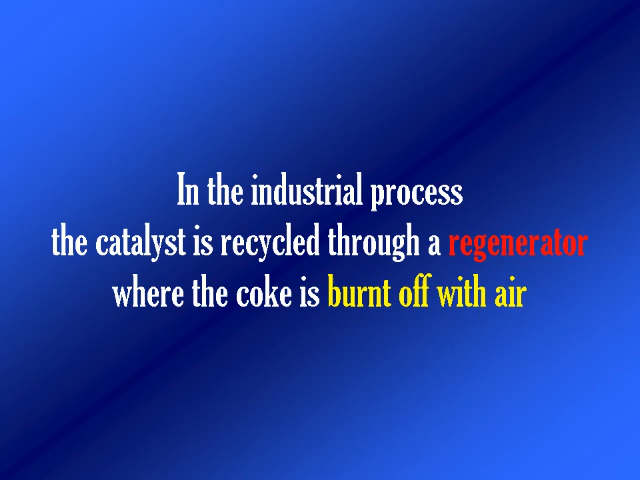 In the industrial process
the catalyst is recycled through a regenerator
where the coke is burnt off with air